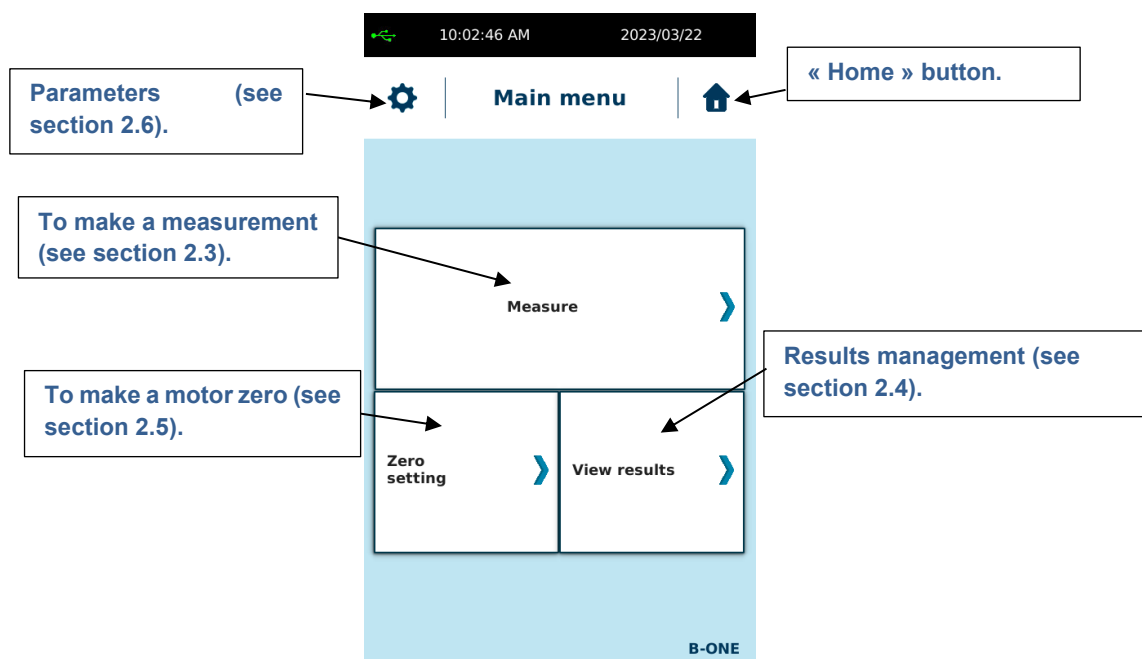 10:02:46 AM 2023/03/22
« Home » button.
Parameters (see
section 2.6).
Main menu
To make a measurement
(see section 2.3).
Measure
Results management (see
section 2.4).
To make a motor zero (see
section 2.5).
Zero
setting
View results
B-ONE